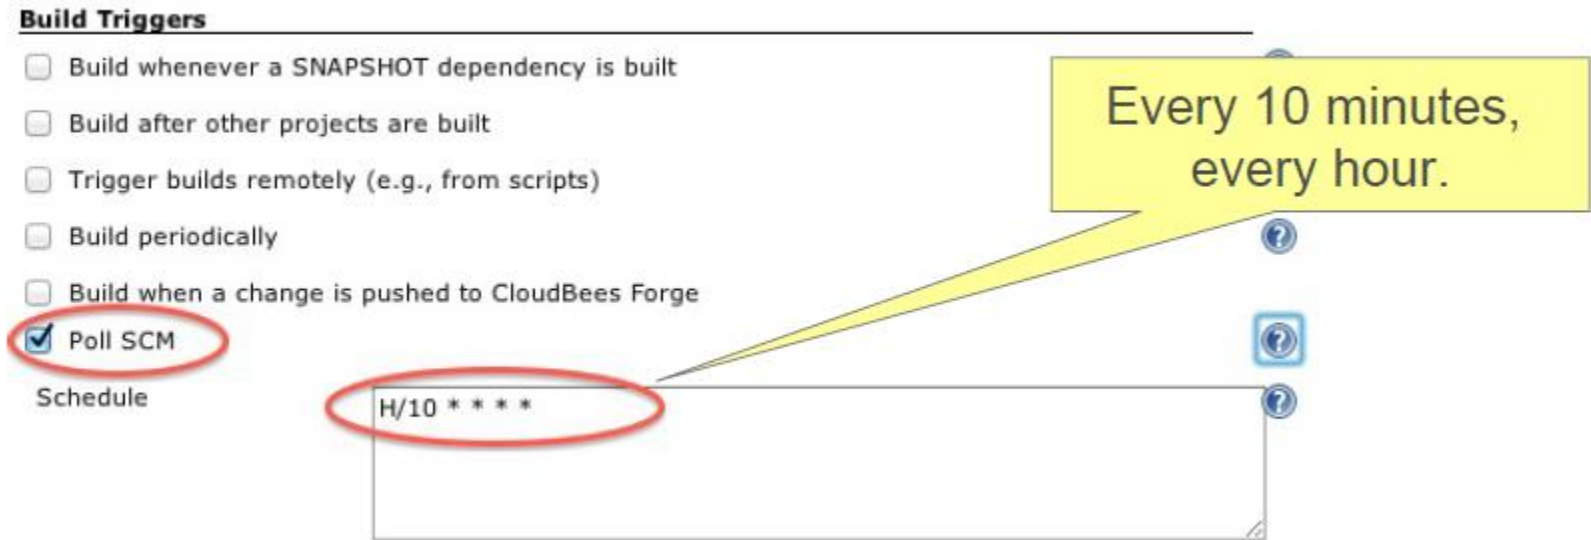 Build Triggers
Build whenever a SNAPSHOT dependency is built
Build after other projects are built
Trigger builds remotely (e.g., from scripts)
Build periodically
Build when a change is pushed to CloudBees Forge
Poll SCM
Schedule
H/10 * * * *
Every 10 minutes,
every hour.
?
?
?